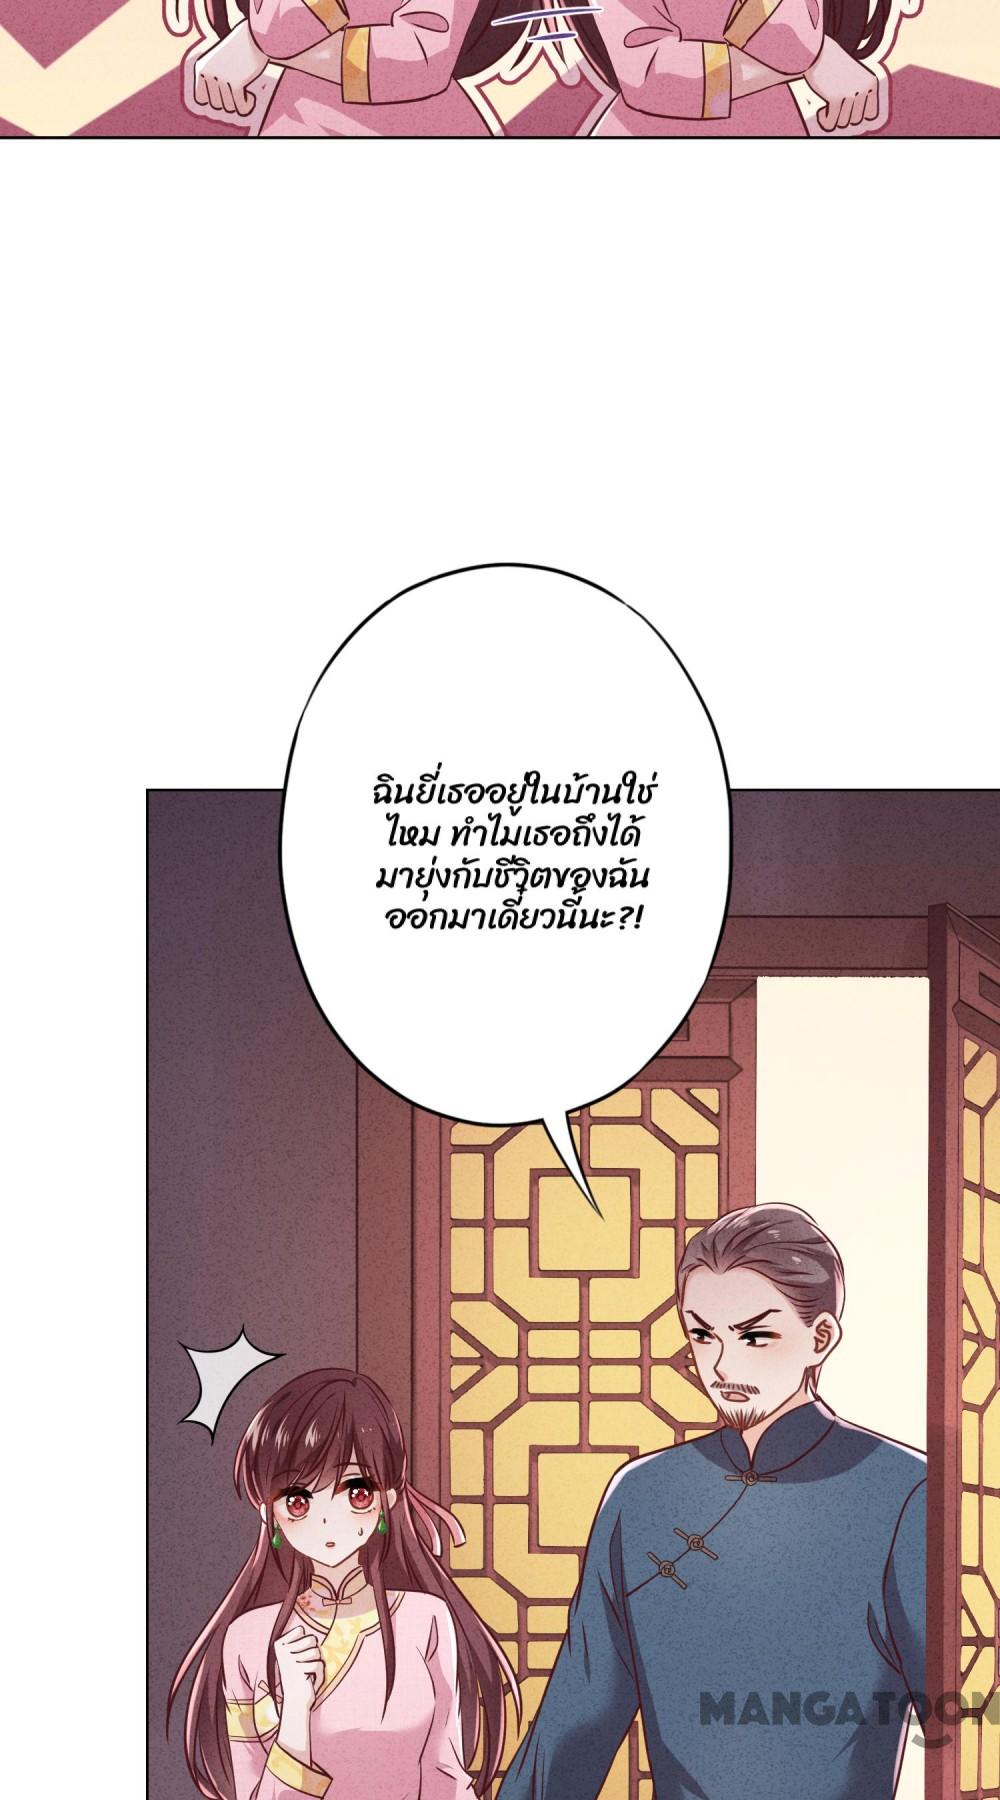 ฉินยี่เธออยู่ในบ้านใช่
ไหม ทำไมเธอถึงได้
มายุ่งกับชีวิตของฉัน
ออกมาเดี๋ยวนี้นะ?!
MANGATOON